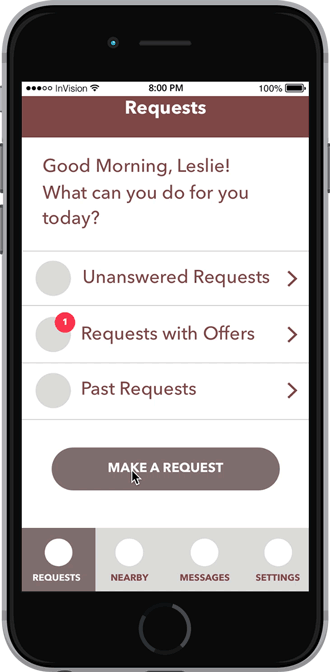 InVision 8:00 PM 100%
Requests
Good Morning, Leslie!
What can you do for you
today?
Unanswered Requests
1
Requests with Offers
Past Requests
MAKE A REQUEST
REQUESTS NEARBY MESSAGES SETTINGS